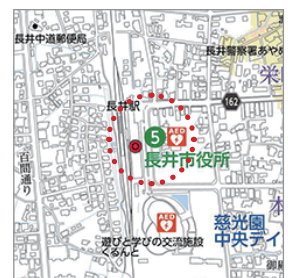 長井中道郵便局
長井警察署あやめ
栄
162
長井駅
5
AED
長井市役所
百間通り
AED
慈光園
中央デイ
遊びと学びの交流施設
くるんと